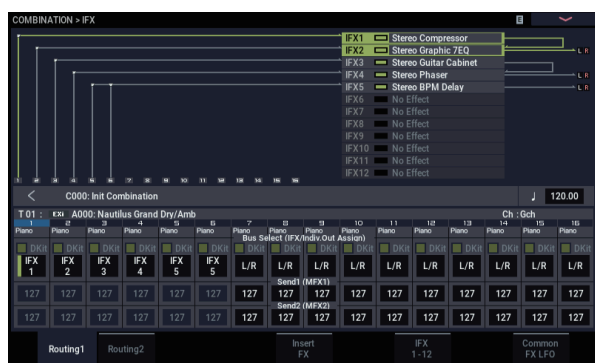 COMBINATION > IFX E
IFX1 Stereo Compressor
IFX2 Stereo Graphic 7EQ L R
IFX3 Stereo Guitar Cabinet
IFX4 Stereo Phaser L R
IFX5 Stereo BPM Delay L R
IFX6 No Effect
IFX7 No Effect
IFX8 No Effect
IFX9 No Effect
IFX10 No Effect
IFX11 No Effect
IFX12 No Effect
1 2 3 4 5 6 7 8 9 10 11 12 13 14 15 16
< C000: Init Combination ♩ 120.00
T 01 : EXi A000: Nautilus Grand Dry/Amb Ch :Gch
1 2 3 4 5 6 7 8 9 10 11 12 13 14 15 16
Piano Piano Piano Piano Piano Piano Piano Piano Piano Piano Piano Piano Piano Piano Piano Piano
Bus Select (IFX/Indiv.Out Assign)
DKit DKit DKit DKit DKit DKit DKit DKit DKit DKit DKit DKit DKit DKit DKit DKit
IFX IFX IFX IFX IFX IFX
1 2 3 4 5 5 L/R L/R L/R L/R L/R L/R L/R L/R L/R L/R
Send1 (MFX1)
127 127 127 127 127 127 127 127 127 127 127 127 127 127 127 127
Send2 (MFX2)
127 127 127 127 127 127 127 127 127 127 127 127 127 127 127 127
Routing1 Routing2 Insert FX IFX 1-12 Common FX LFO